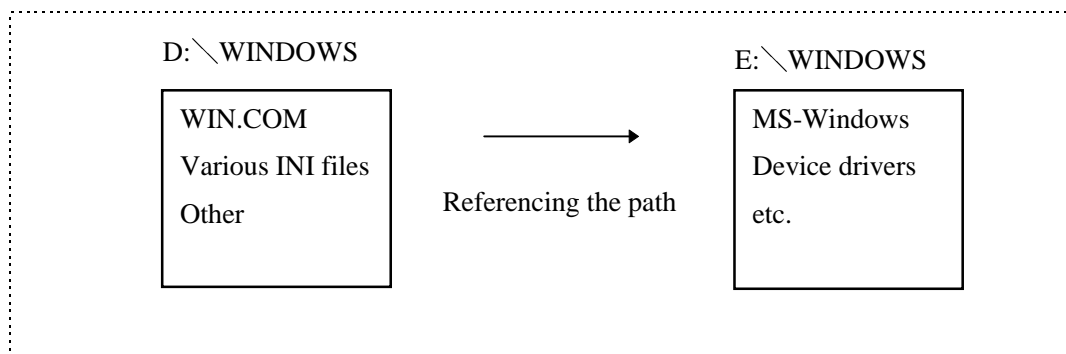 D:＼WINDOWS
WIN.COM
Various INI files
Other
Referencing the path
E:＼WINDOWS
MS-Windows
Device drivers
etc.